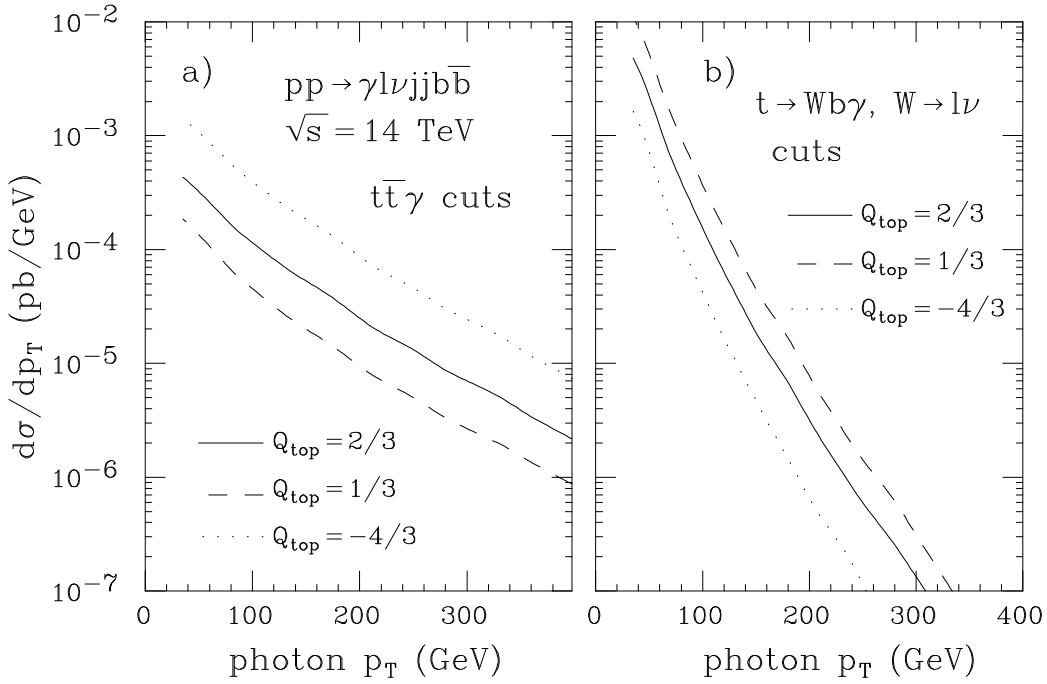 a)
pp → γlνjjbb̅
√s = 14 TeV
tt̅γ cuts
Q_top = 2/3
Q_top = 1/3
Q_top = −4/3
10⁻²
10⁻³
10⁻⁴
10⁻⁵
10⁻⁶
10⁻⁷
dσ/dp_T (pb/GeV)
0 100 200 300
photon p_T (GeV)
b)
t → Wbγ, W → lν
cuts
Q_top = 2/3
Q_top = 1/3
Q_top = −4/3
0 100 200 300 400
photon p_T (GeV)